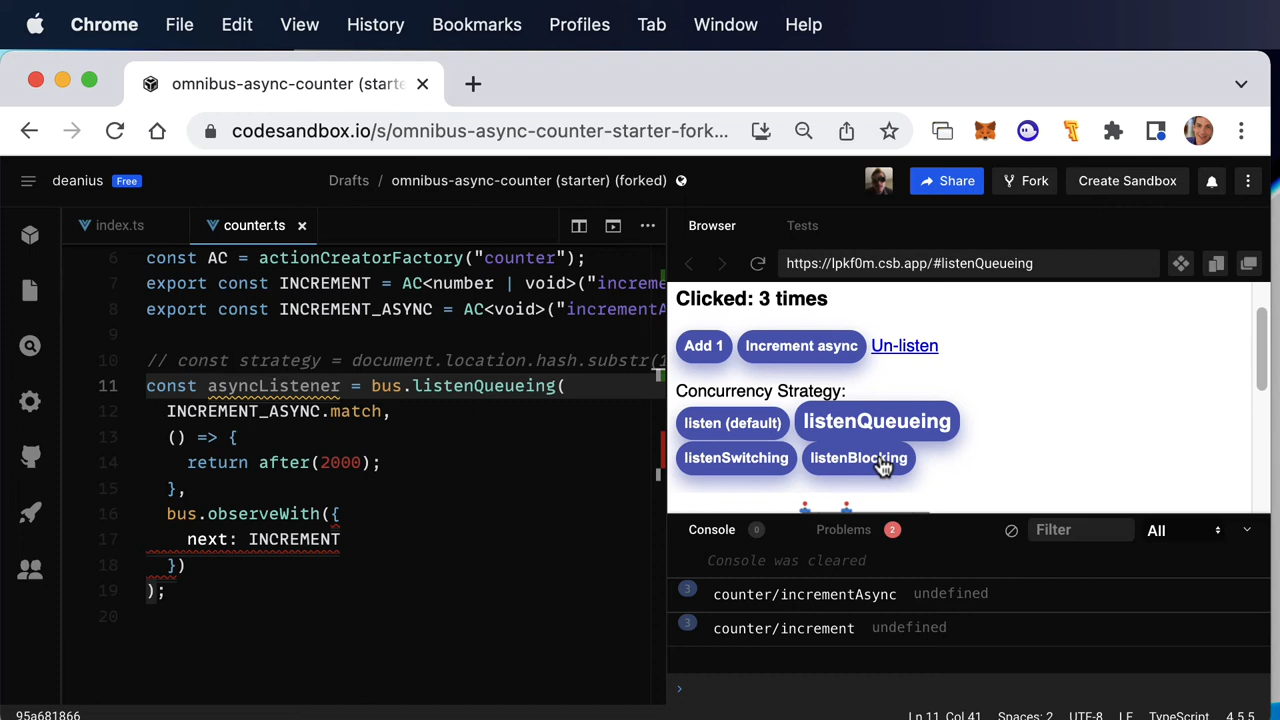 Chrome File Edit View History Bookmarks Profiles Tab Window Help
omnibus-async-counter (starte
codesandbox.io/s/omnibus-async-counter-starter-fork...
deanius Free Drafts / omnibus-async-counter (starter) (forked) Share Fork Create Sandbox
index.ts counter.ts
Browser Tests
https://lpkf0m.csb.app/#listenQueueing
6 const AC = actionCreatorFactory("counter");
7 export const INCREMENT = AC<number | void>("increme
8 export const INCREMENT_ASYNC = AC<void>("incrementA
9
10 // const strategy = document.location.hash.substr(1
11 const asyncListener = bus.listenQueueing(
12 INCREMENT_ASYNC.match,
13 () => {
14 return after(2000);
15 },
16 bus.observeWith({
17 next: INCREMENT
18 })
19 );
20
Clicked: 3 times
Add 1 Increment async Un-listen
Concurrency Strategy:
listen (default) listenQueueing
listenSwitching listenBlocking
Console 0 Problems 2 Filter All
Console was cleared
3 counter/incrementAsync undefined
3 counter/increment undefined
›
95a681866 Ln 11, Col 41 Spaces: 2 UTF-8 LF TypeScript 4.5.5